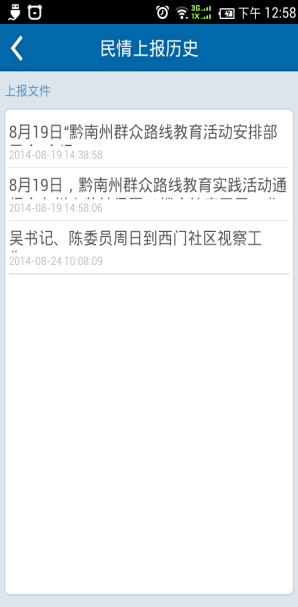 3G
1X
下午 12:58
民情上报历史
上报文件
8月19日“黔南州群众路线教育活动安排部
2014-08-19 14:38:58
8月19日，黔南州群众路线教育实践活动通
2014-08-19 14:58:06
吴书记、陈委员周日到西门社区视察工
2014-08-24 10:08:09